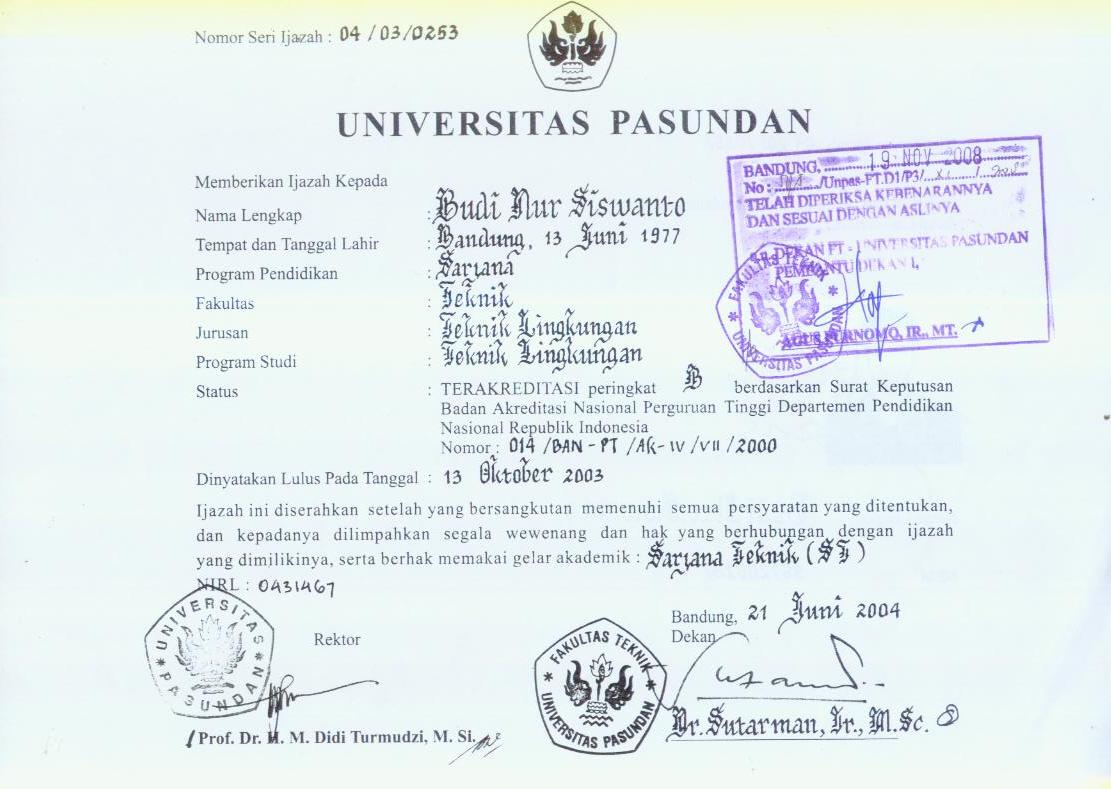 Nomor Seri Ijazah : 04 / 03/0253
UNIVERSITAS PASUNDAN
Memberikan Ijazah Kepada
Nama Lengkap : Budi Nur Siswanto
Tempat dan Tanggal Lahir : Bandung, 13 Juni 1977
Program Pendidikan : Sarjana
Fakultas : Teknik
Jurusan : Teknik Lingkungan
Program Studi : Teknik Lingkungan
Status : TERAKREDITASI peringkat B berdasarkan Surat Keputusan
Badan Akreditasi Nasional Perguruan Tinggi Departemen Pendidikan
Nasional Republik Indonesia
Nomor : 014 /BAN - PT /AK- IV /VII /2000
Dinyatakan Lulus Pada Tanggal : 13 Oktober 2003
Ijazah ini diserahkan setelah yang bersangkutan memenuhi semua persyaratan yang ditentukan,
dan kepadanya dilimpahkan segala wewenang dan hak yang berhubungan dengan ijazah
yang dimilikinya, serta berhak memakai gelar akademik : Sarjana Teknik (ST)
NIRL : 0431467
BANDUNG, 19 NOV 2008
No : /Unpas-FT.D1/P3/ XI /
TELAH DIPERIKSA KEBENARANNYA
DAN SESUAI DENGAN ASLINYA
DEKAN FT - UNIVERSITAS PASUNDAN
PEMBANTU DEKAN I,
FAKULTAS TEKNIK
UNIVERSITAS PASUNDAN
AGUS PURNOMO, IR., MT.
Bandung, 21 Juni 2004
Rektor
Dekan
UNIVERSITAS
PASUNDAN
FAKULTAS TEKNIK
UNIVERSITAS PASUNDAN
Prof. Dr. H. M. Didi Turmudzi, M. Si.
Dr. Sutarman, Ir., M.Sc.